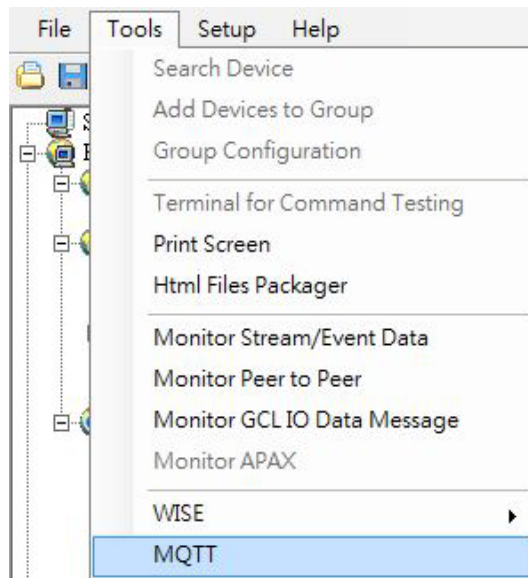 File Tools Setup Help
Search Device
Add Devices to Group
Group Configuration
Terminal for Command Testing
Print Screen
Html Files Packager
Monitor Stream/Event Data
Monitor Peer to Peer
Monitor GCL IO Data Message
Monitor APAX
WISE
MQTT